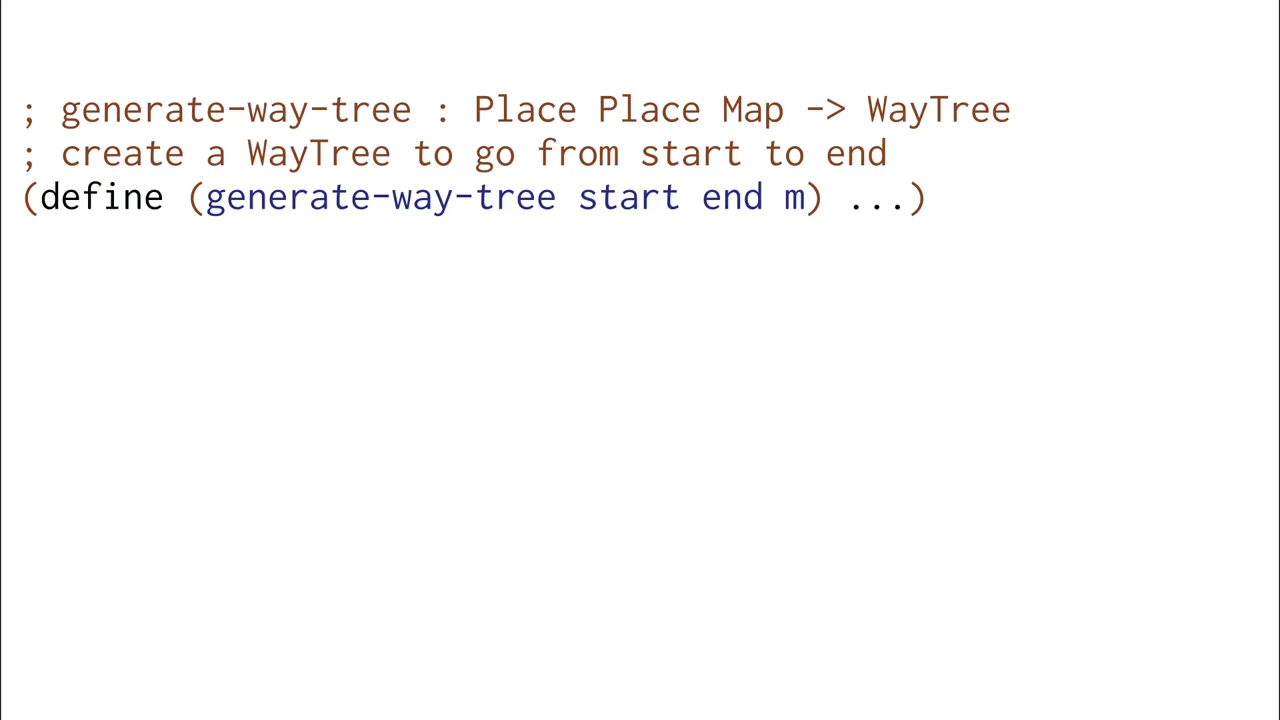 ; generate-way-tree : Place Place Map -> WayTree
; create a WayTree to go from start to end
(define (generate-way-tree start end m) ...)